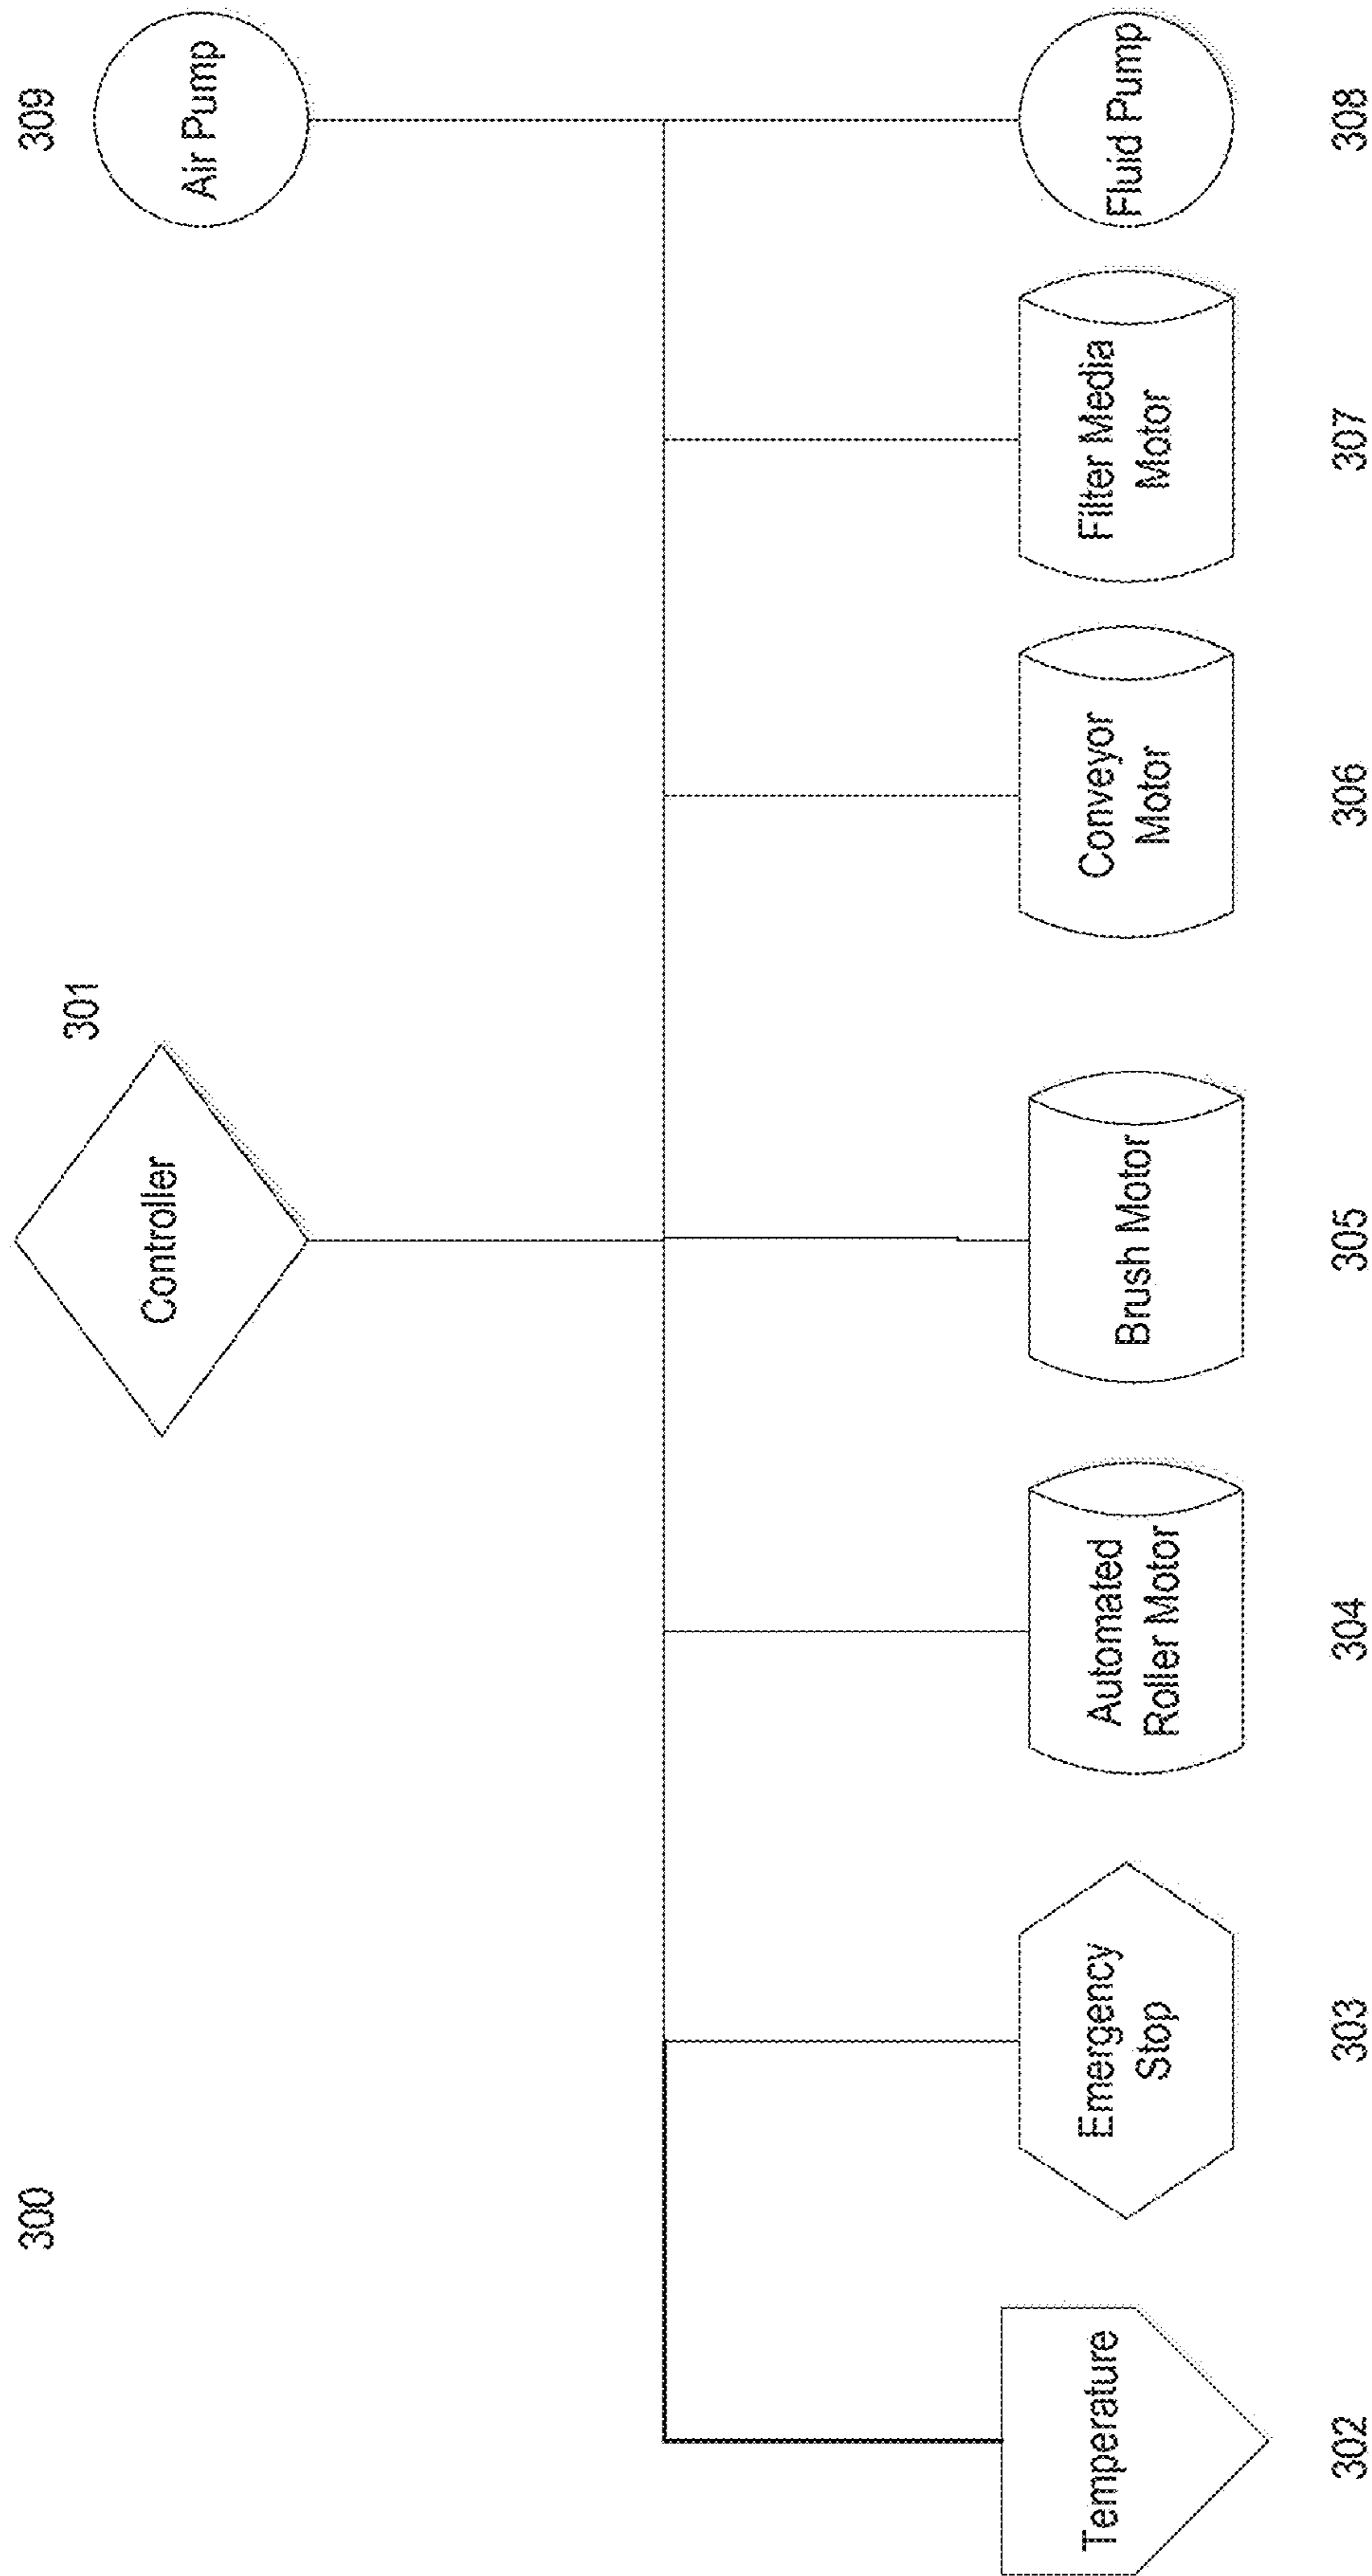 300
301
309
Controller
Air Pump
Temperature
Emergency
Stop
Automated
Roller Motor
Brush Motor
Conveyor
Motor
Filter Media
Motor
Fluid Pump
302
303
304
305
306
307
308